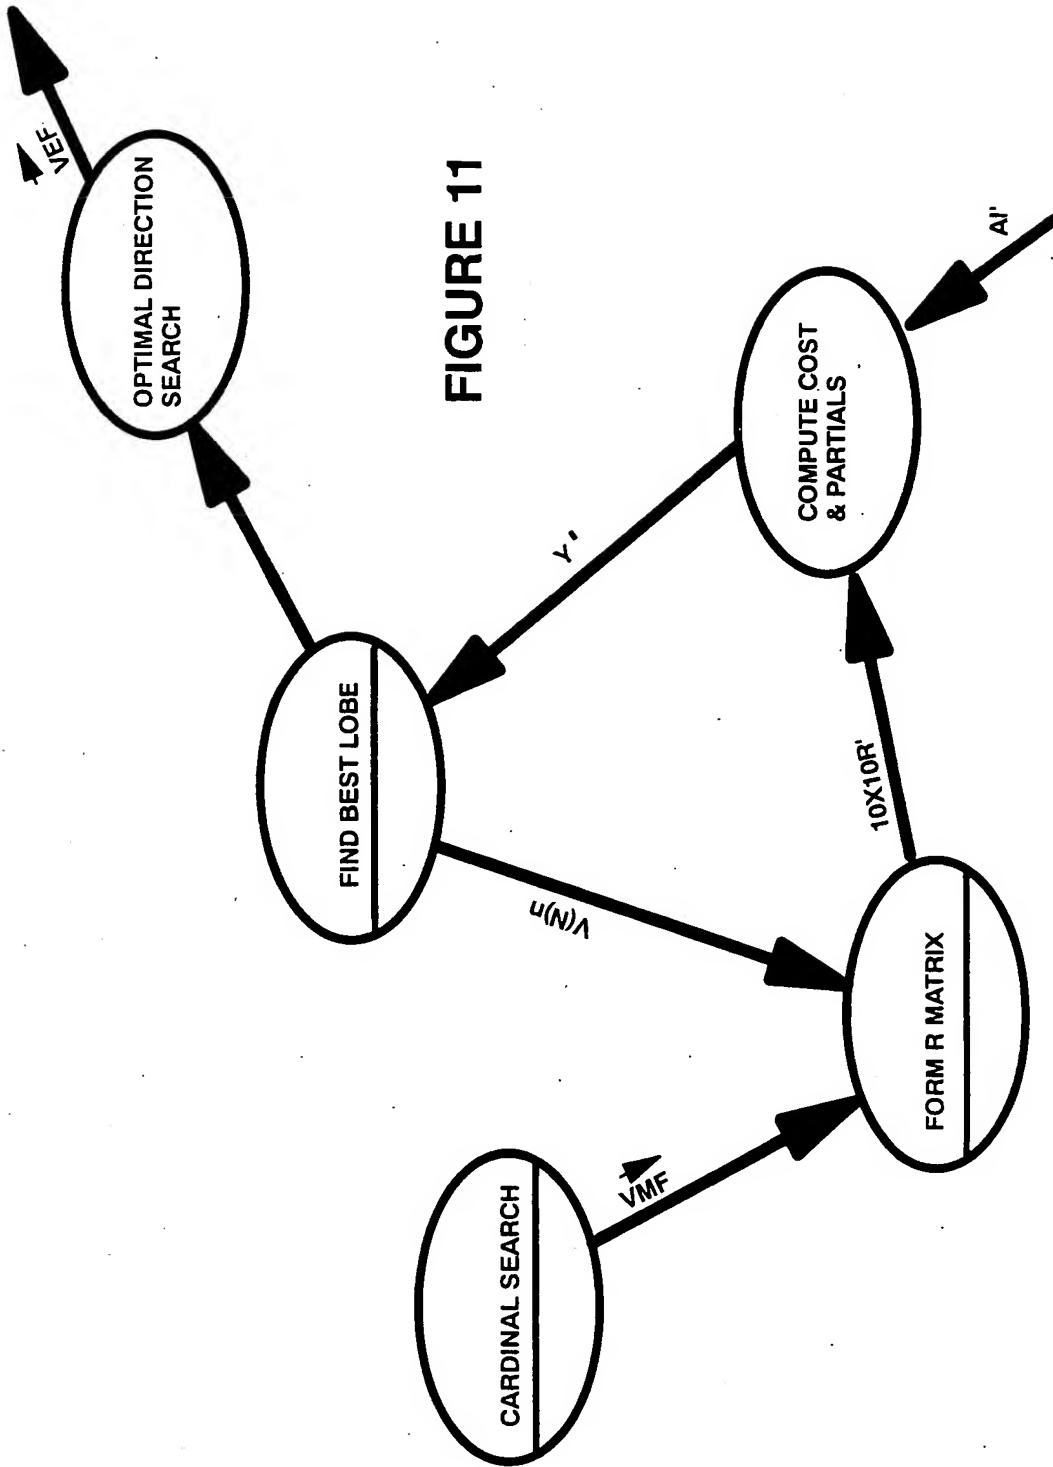 VEF
OPTIMAL DIRECTION
SEARCH
FIND BEST LOBE
FIGURE 11
CARDINAL SEARCH
V(N)n
Y'
VMF
COMPUTE COST
& PARTIALS
10X10R'
FORM R MATRIX
AI'